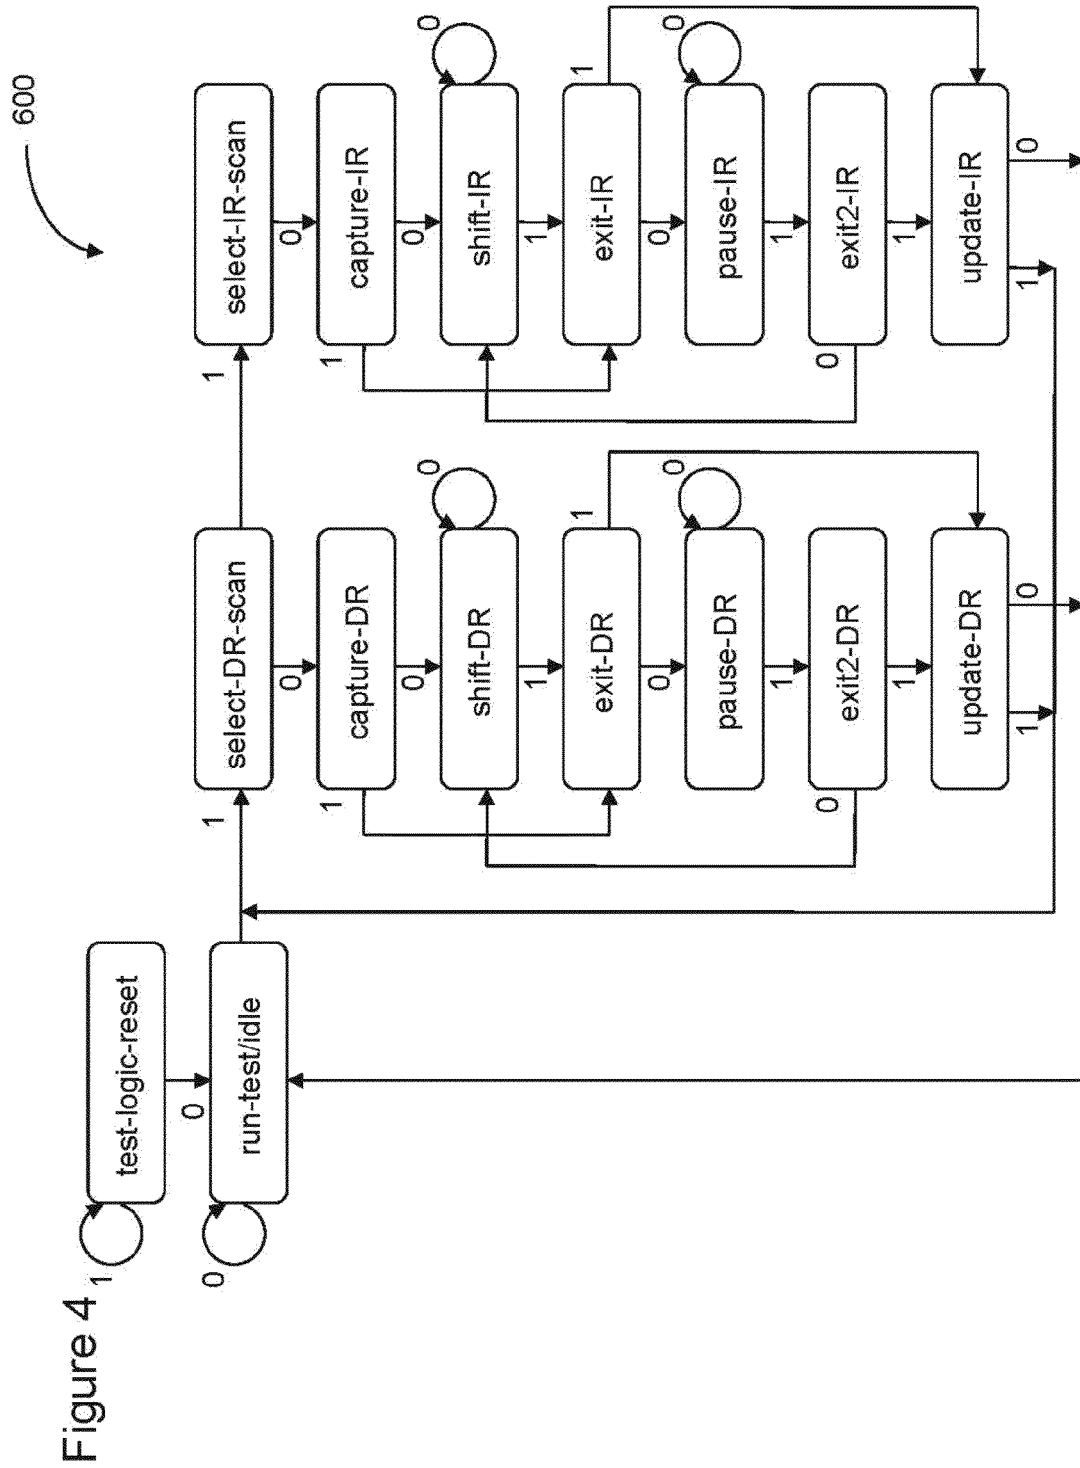 Figure 4
600
test-logic-reset
1
0
run-test/idle
0
1
select-DR-scan
1
select-IR-scan
0
capture-DR
1
0
shift-DR
0
1
exit-DR
1
0
pause-DR
0
1
exit2-DR
0
1
update-DR
1
0
0
capture-IR
1
0
shift-IR
0
1
exit-IR
1
0
pause-IR
0
1
exit2-IR
0
1
update-IR
1
0